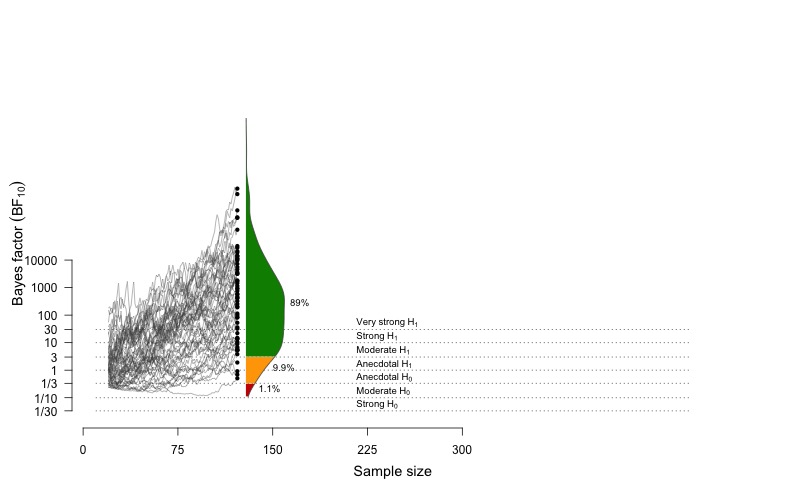 Bayes factor (BF10)
10000
1000
100
30
10
3
1
1/3
1/10
1/30
89%
9.9%
1.1%
Very strong H1
Strong H1
Moderate H1
Anecdotal H1
Anecdotal H0
Moderate H0
Strong H0
0 75 150 225 300
Sample size